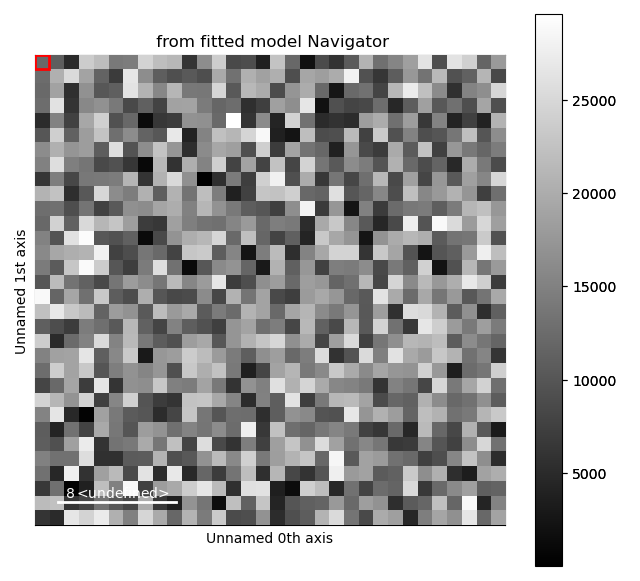 from fitted model Navigator
25000
20000
15000
10000
5000
Unnamed 1st axis
8 <undefined>
Unnamed 0th axis